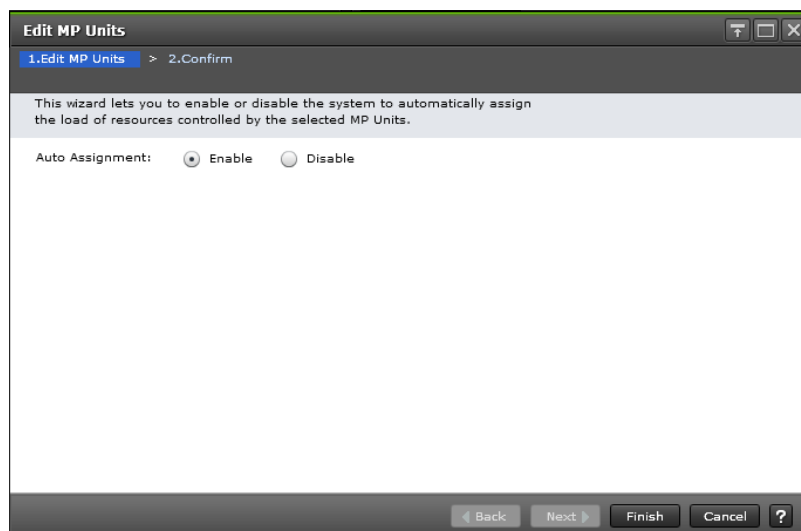 Edit MP Units
1.Edit MP Units > 2.Confirm
This wizard lets you to enable or disable the system to automatically assign
the load of resources controlled by the selected MP Units.
Auto Assignment: Enable Disable
Back Next Finish Cancel ?